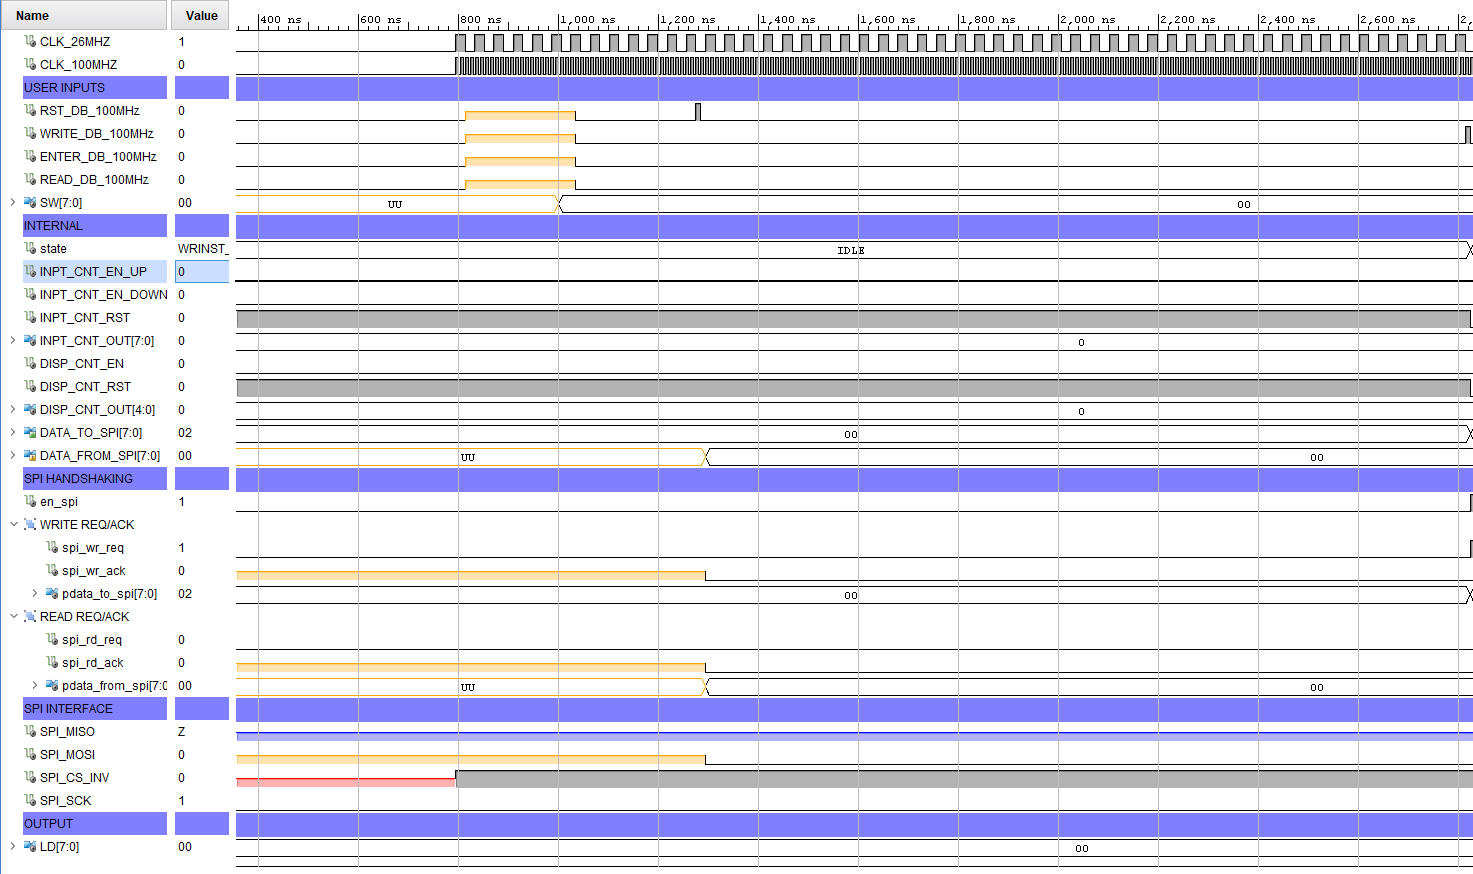 Name Value 400 ns 600 ns 800 ns 1,000 ns 1,200 ns 1,400 ns 1,600 ns 1,800 ns 2,000 ns 2,200 ns 2,400 ns 2,600 ns 2,
CLK_26MHZ 1
CLK_100MHZ 0
USER INPUTS
RST_DB_100MHz 0
WRITE_DB_100MHz 0
ENTER_DB_100MHz 0
READ_DB_100MHz 0
SW[7:0] 00 UU 00
INTERNAL
state WRINST_ IDLE
INPT_CNT_EN_UP 0
INPT_CNT_EN_DOWN 0
INPT_CNT_RST 0
INPT_CNT_OUT[7:0] 0 0
DISP_CNT_EN 0
DISP_CNT_RST 0
DISP_CNT_OUT[4:0] 0 0
DATA_TO_SPI[7:0] 02 00
DATA_FROM_SPI[7:0] 00 UU 00
SPI HANDSHAKING
en_spi 1
WRITE REQ/ACK
spi_wr_req 1
spi_wr_ack 0
pdata_to_spi[7:0] 02 00
READ REQ/ACK
spi_rd_req 0
spi_rd_ack 0
pdata_from_spi[7:0 00 UU 00
SPI INTERFACE
SPI_MISO Z
SPI_MOSI 0
SPI_CS_INV 0
SPI_SCK 1
OUTPUT
LD[7:0] 00 00